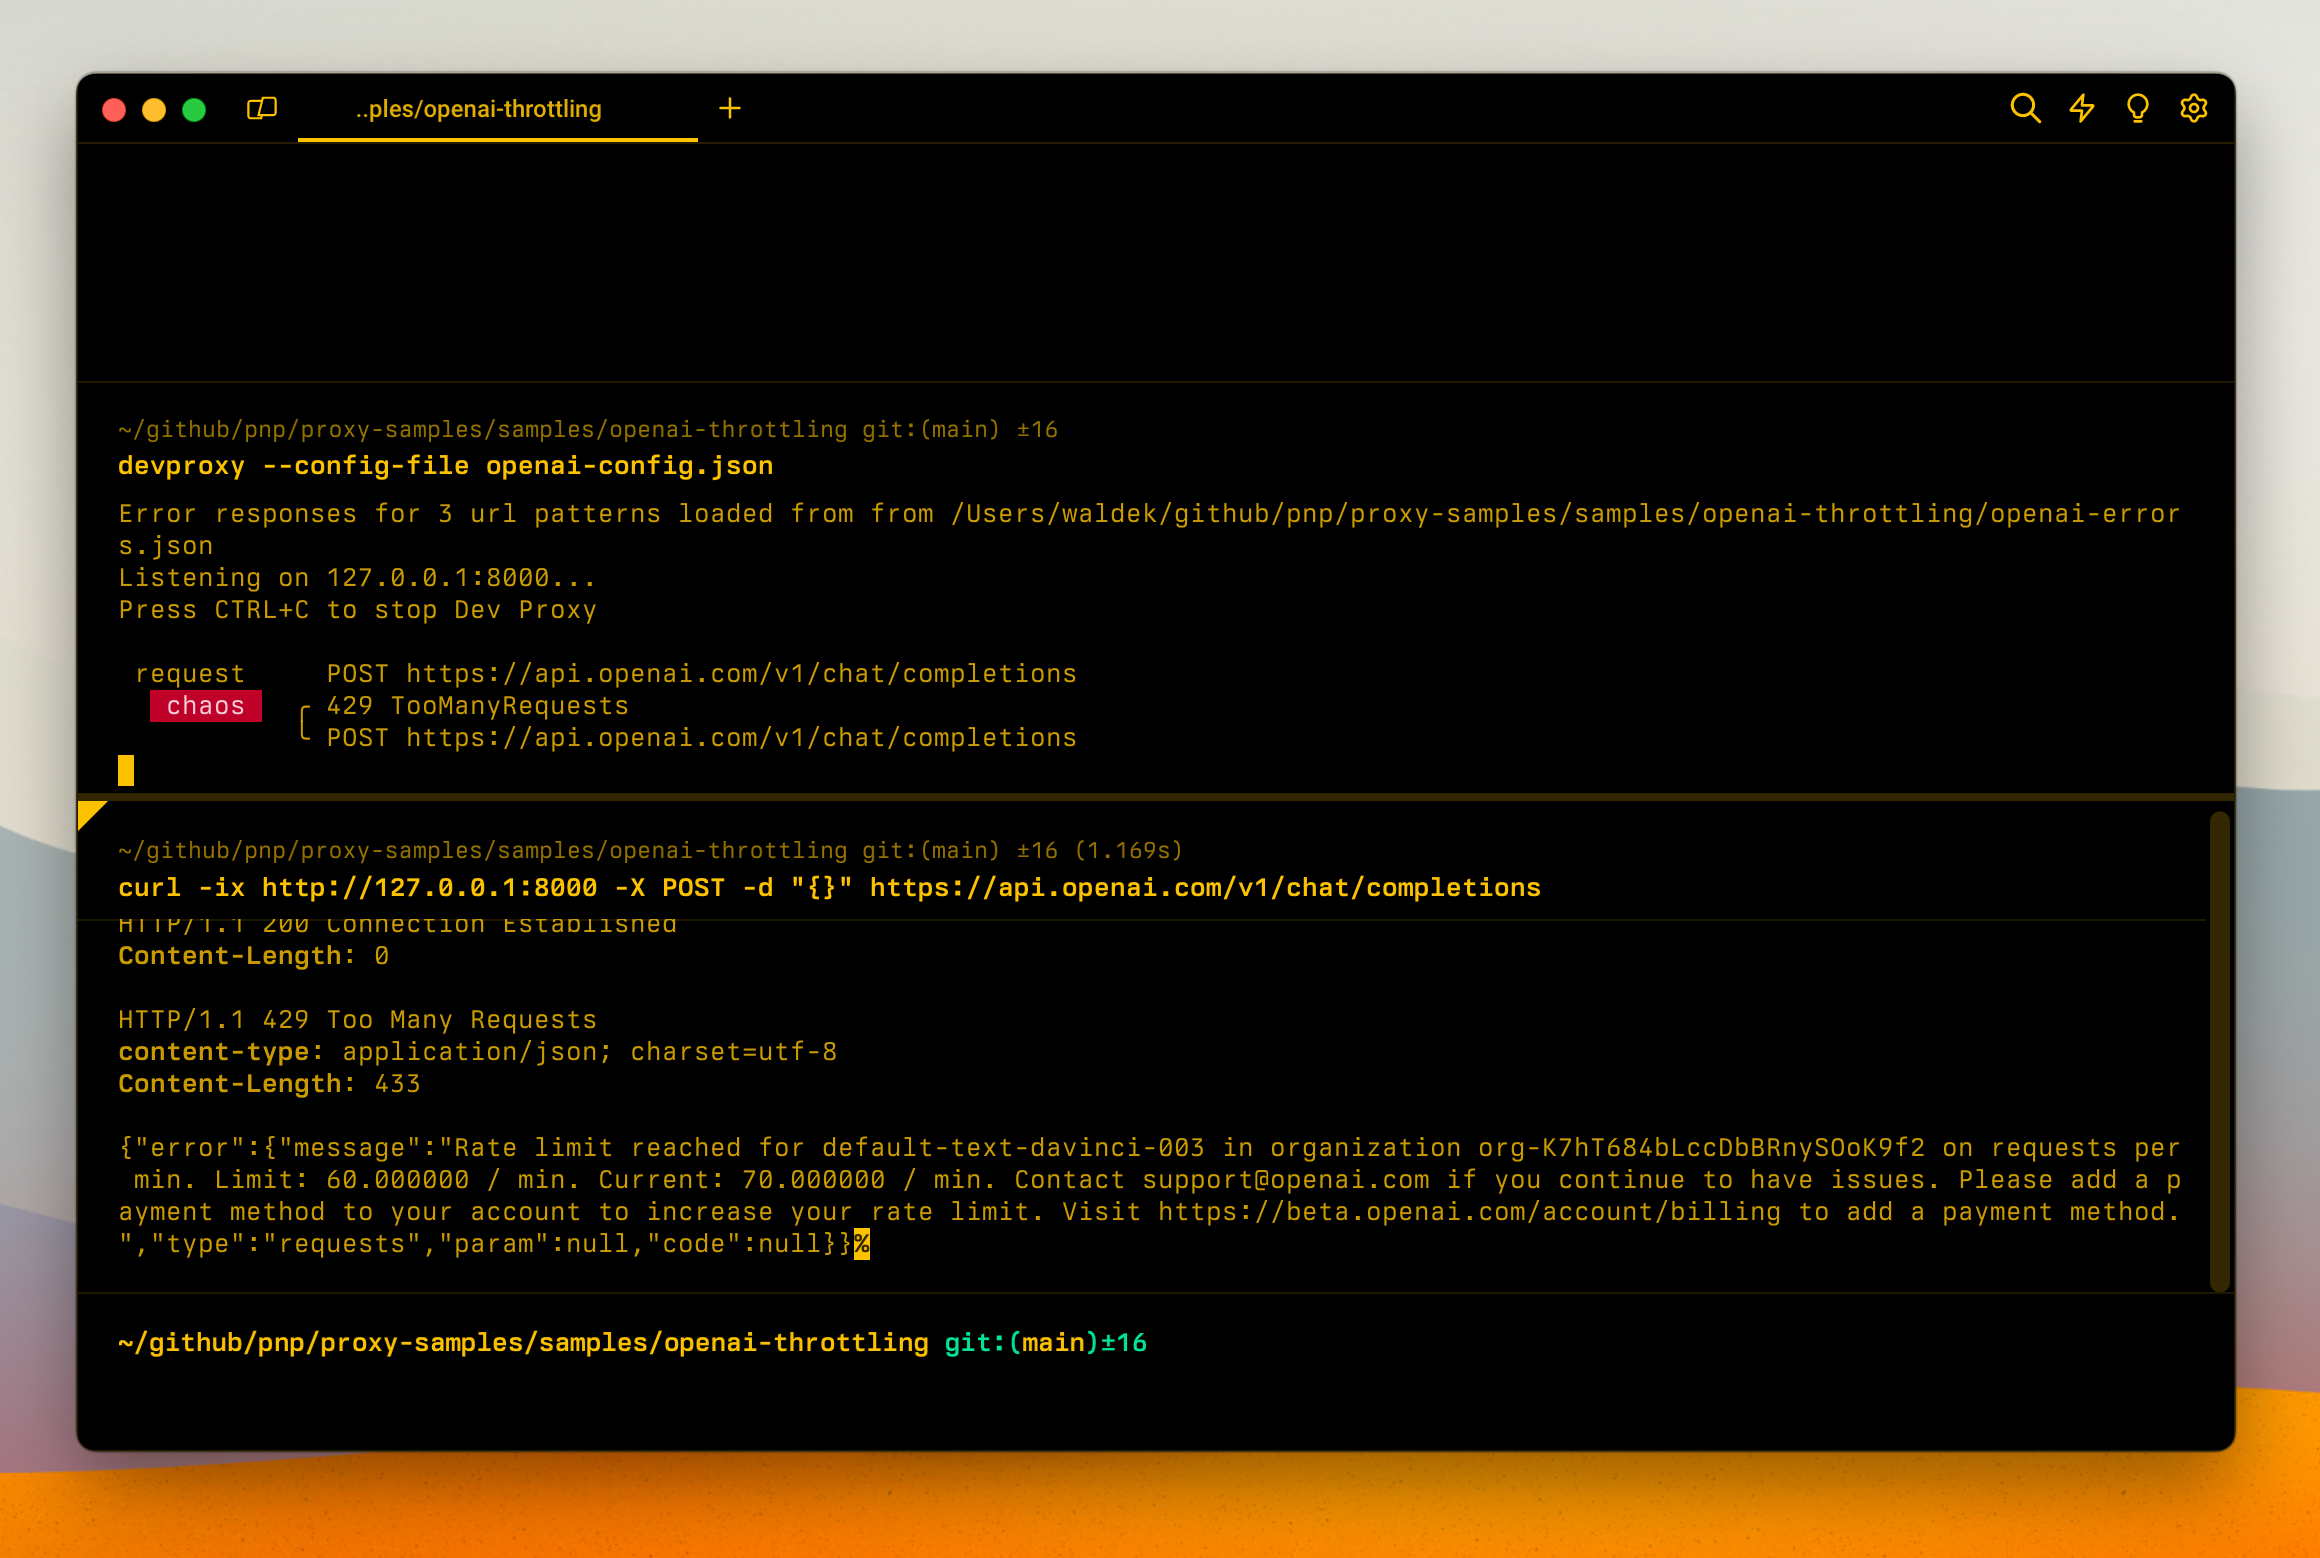 ..ples/openai-throttling
~/github/pnp/proxy-samples/samples/openai-throttling git:(main) ±16
devproxy --config-file openai-config.json
Error responses for 3 url patterns loaded from from /Users/waldek/github/pnp/proxy-samples/samples/openai-throttling/openai-error
s.json
Listening on 127.0.0.1:8000...
Press CTRL+C to stop Dev Proxy
request POST https://api.openai.com/v1/chat/completions
chaos 429 TooManyRequests
POST https://api.openai.com/v1/chat/completions
~/github/pnp/proxy-samples/samples/openai-throttling git:(main) ±16 (1.169s)
curl -ix http://127.0.0.1:8000 -X POST -d "{}" https://api.openai.com/v1/chat/completions
HTTP/1.1 200 Connection Established
Content-Length: 0
HTTP/1.1 429 Too Many Requests
content-type: application/json; charset=utf-8
Content-Length: 433
{"error":{"message":"Rate limit reached for default-text-davinci-003 in organization org-K7hT684bLccDbBRnySOoK9f2 on requests per
min. Limit: 60.000000 / min. Current: 70.000000 / min. Contact support@openai.com if you continue to have issues. Please add a p
ayment method to your account to increase your rate limit. Visit https://beta.openai.com/account/billing to add a payment method.
","type":"requests","param":null,"code":null}}%
~/github/pnp/proxy-samples/samples/openai-throttling git:(main)±16